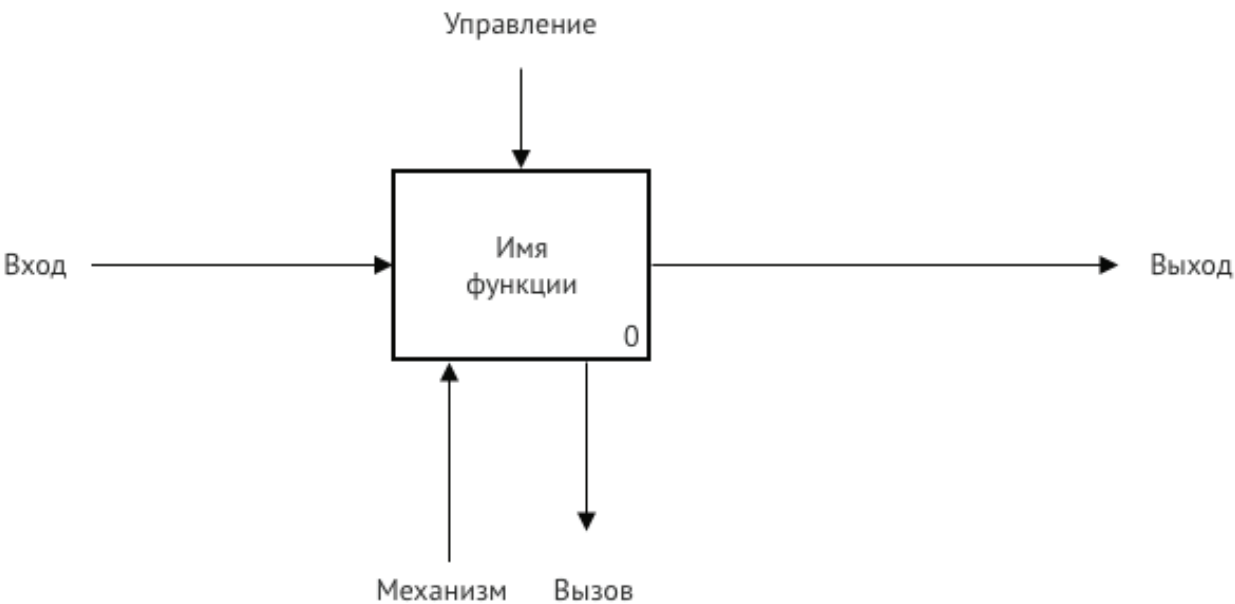 Управление
Вход
Имя
функции
Выход
0
Механизм
Вызов